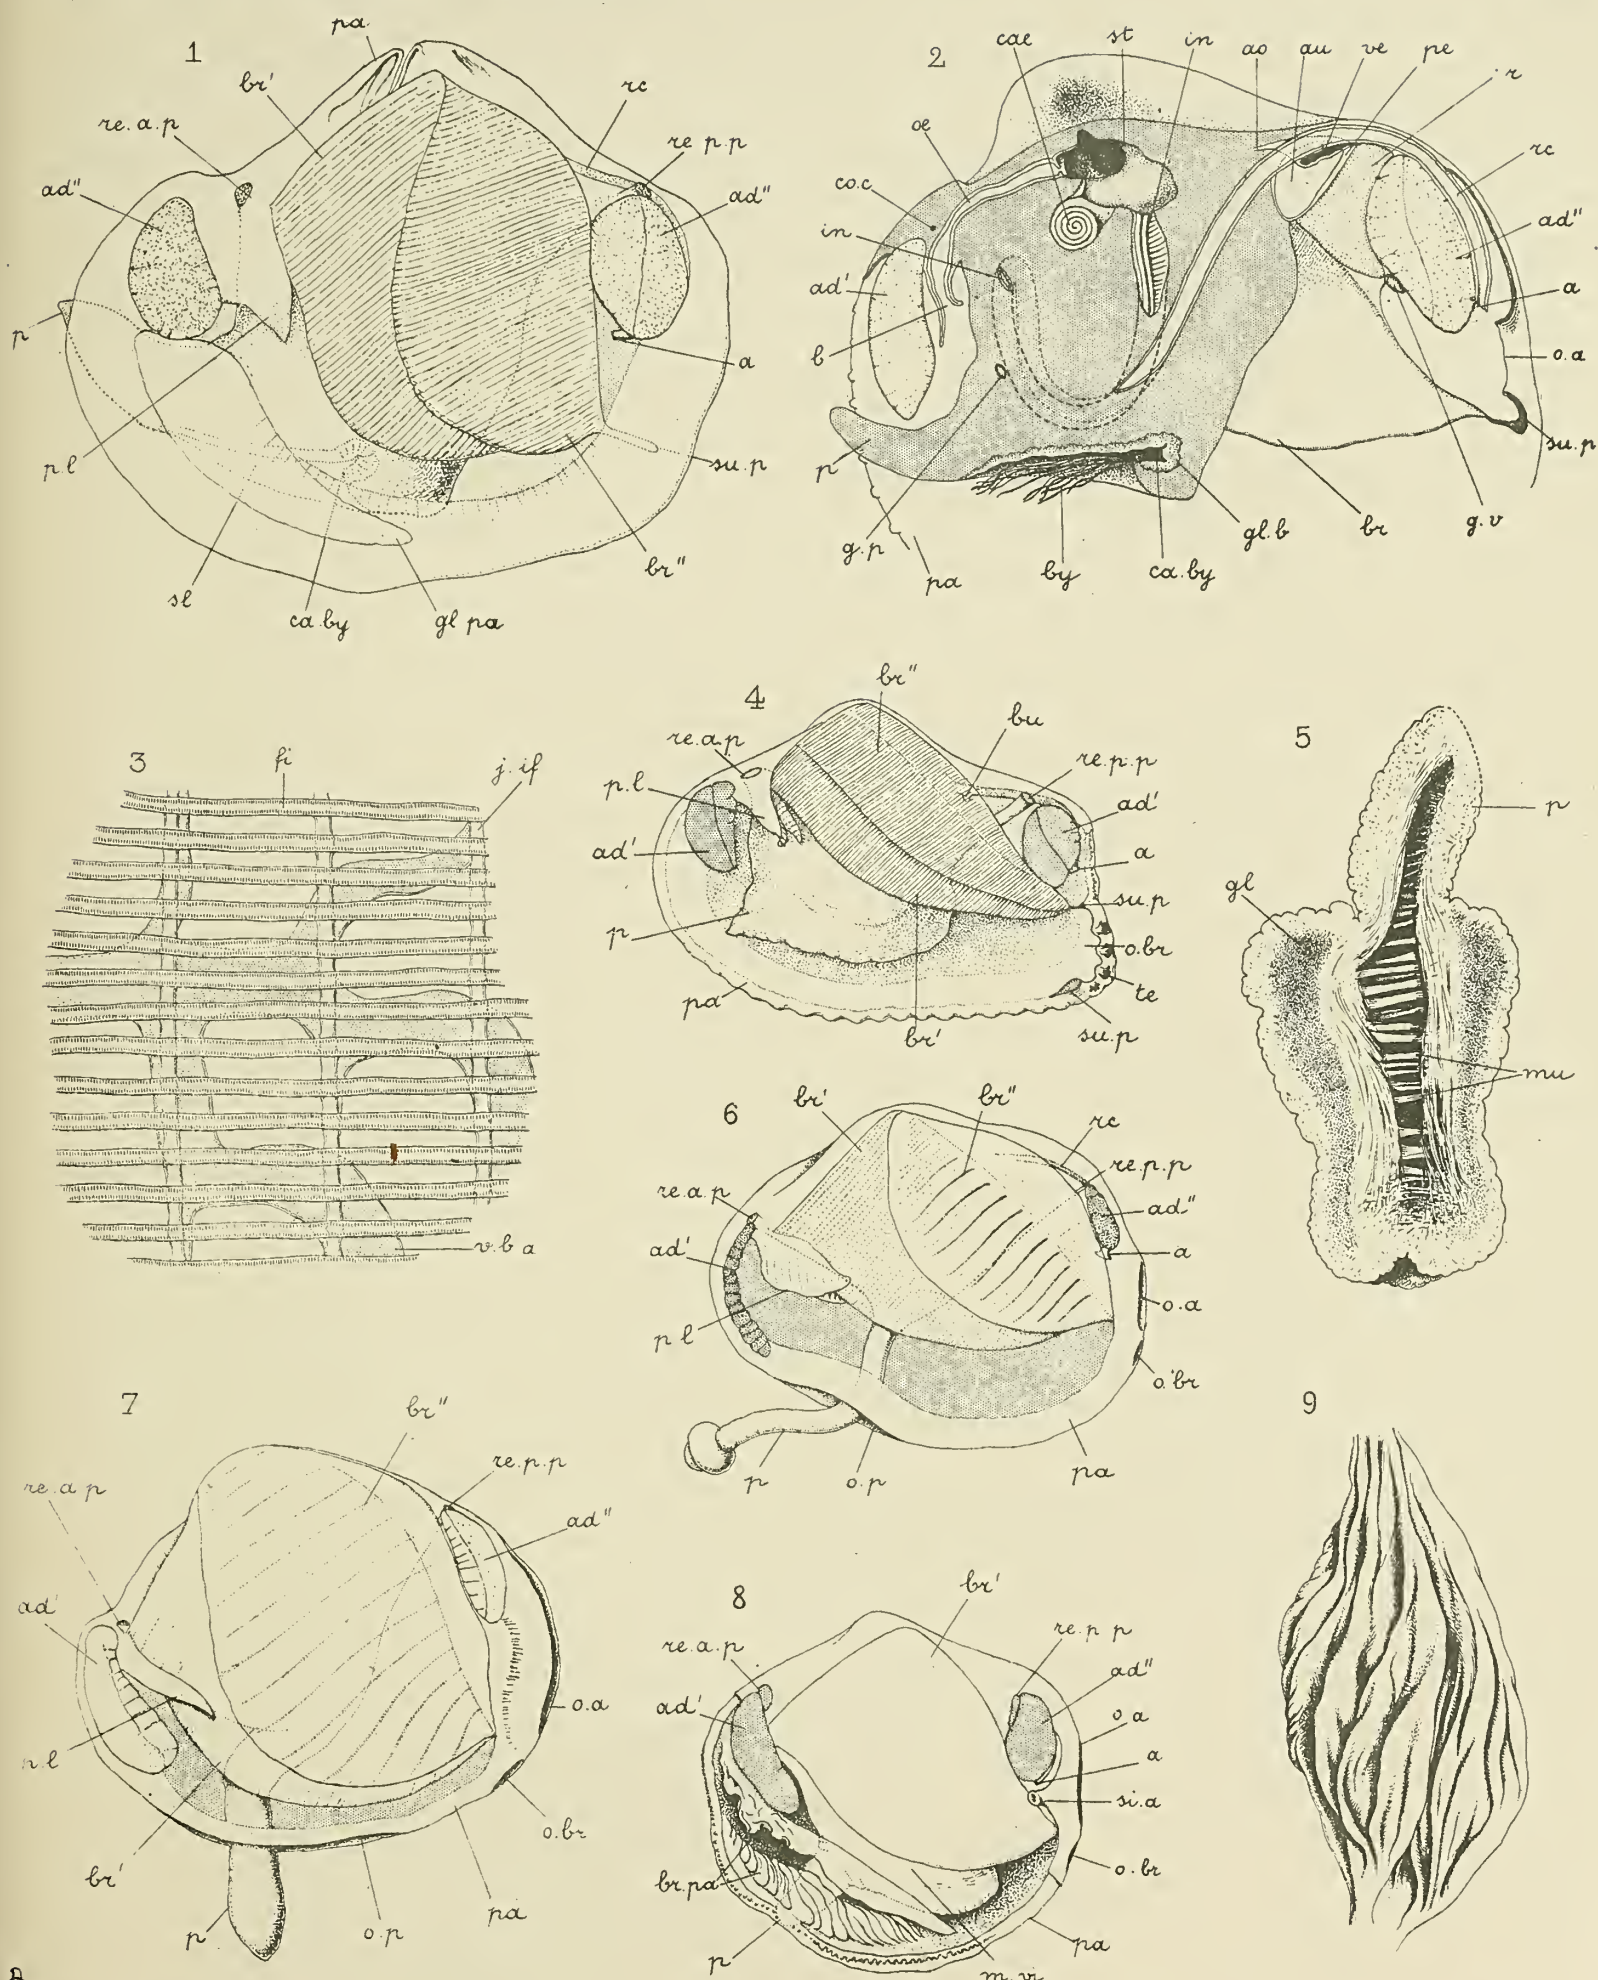 1
pa.
br'
rc
re.a.p
re p.p
ad"
ad"
p
a
p.l
su.p
sl
ca.by
gl pa
br"
2
cae
st
in
ao
au
ve
pe
r
oe
rc
co.c
in
ad"
ad'
a
b
o.a
p
su.p
g.p
pa
by
ca.by
gl.b
br
g.v
3
fi
j.if
v.b a
4
br"
re.a.p
bu
p.l
re.p.p
ad'
ad'
a
su.p
p
o.br
pa
te
br'
su.p
5
p
gl
mu
6
br'
br"
rc
re.a.p
re.p.p
ad"
ad'
a
o.a
p l
o.br
p
o.p
pa
7
br"
re.a p
re.p.p
ad"
ad'
o.a
p.l
o.br
br'
p
o.p
pa
8
br'
re.a.p
re.p p
ad"
ad'
o.a
a
si.a
br.pa
o.br
p
pa
m.vi
9